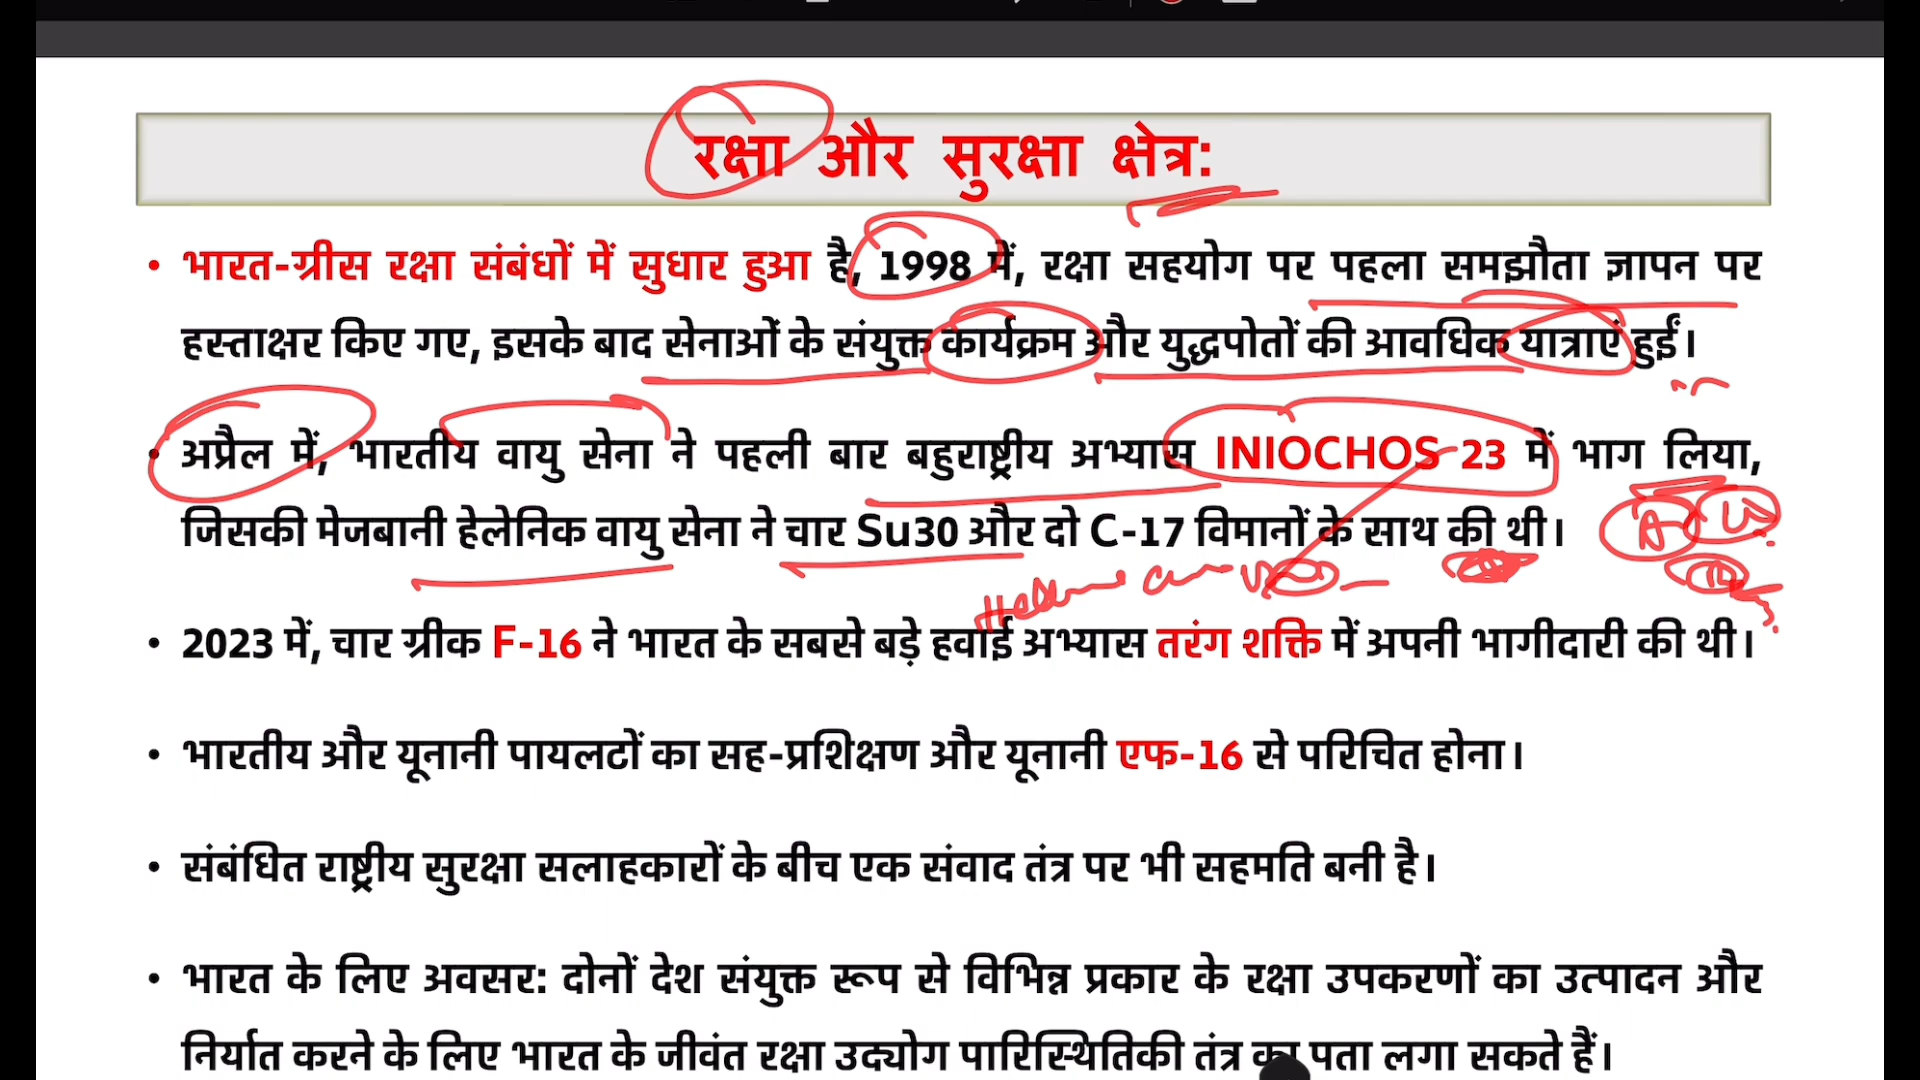 रक्षा और सुरक्षा क्षेत्र:
• भारत-ग्रीस रक्षा संबंधों में सुधार हुआ है, 1998 में, रक्षा सहयोग पर पहला समझौता ज्ञापन पर
हस्ताक्षर किए गए, इसके बाद सेनाओं के संयुक्त कार्यक्रम और युद्धपोतों की आवधिक यात्राएं हुईं।
• अप्रैल में, भारतीय वायु सेना ने पहली बार बहुराष्ट्रीय अभ्यास INIOCHOS 23 में भाग लिया,
जिसकी मेजबानी हेलेनिक वायु सेना ने चार Su30 और दो C-17 विमानों के साथ की थी।
• 2023 में, चार ग्रीक F-16 ने भारत के सबसे बड़े हवाई अभ्यास तरंग शक्ति में अपनी भागीदारी की थी।
• भारतीय और यूनानी पायलटों का सह-प्रशिक्षण और यूनानी एफ-16 से परिचित होना।
• संबंधित राष्ट्रीय सुरक्षा सलाहकारों के बीच एक संवाद तंत्र पर भी सहमति बनी है।
• भारत के लिए अवसर: दोनों देश संयुक्त रूप से विभिन्न प्रकार के रक्षा उपकरणों का उत्पादन और
निर्यात करने के लिए भारत के जीवंत रक्षा उद्योग पारिस्थितिकी तंत्र का पता लगा सकते हैं।